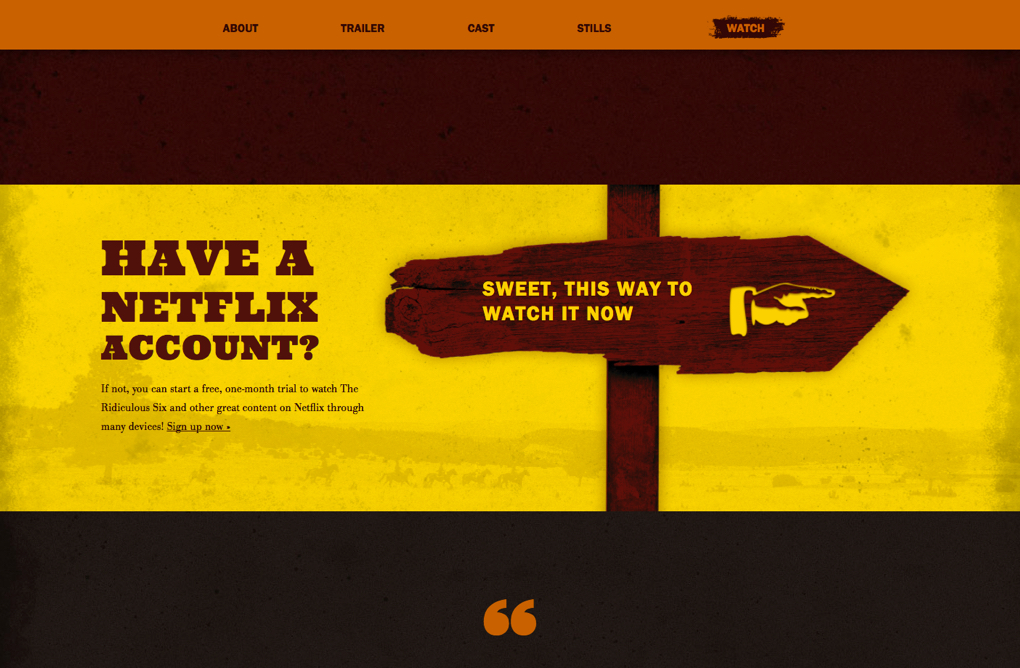 ABOUT
TRAILER
CAST
STILLS
WATCH
HAVE A
NETFLIX
ACCOUNT?
If not, you can start a free, one-month trial to watch The
Ridiculous Six and other great content on Netflix through
many devices! Sign up now »
SWEET, THIS WAY TO
WATCH IT NOW
“